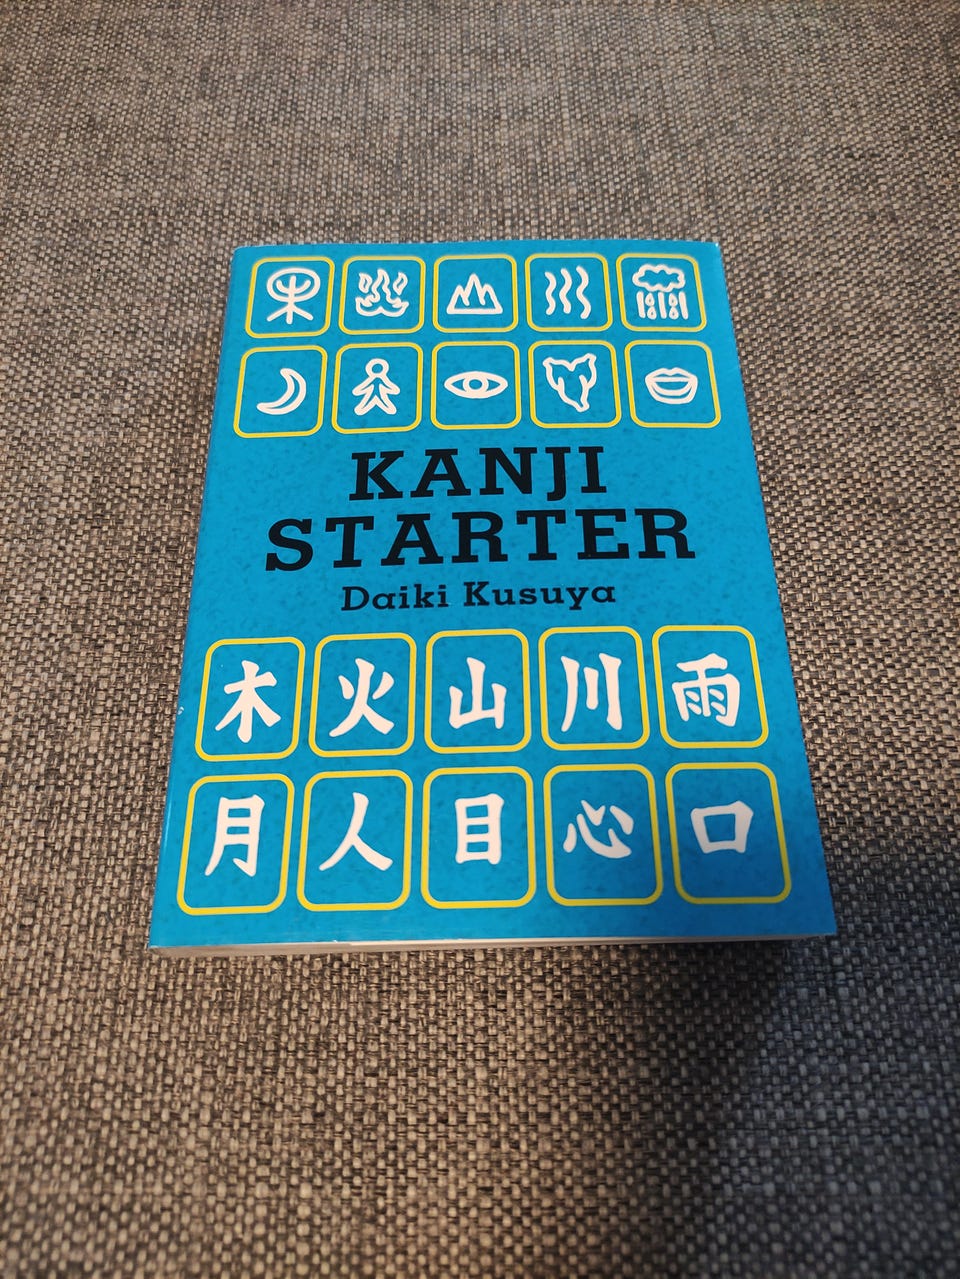 KANJI
STARTER
Daiki Kusuya
木 火 山 川 雨
月 人 目 心 口